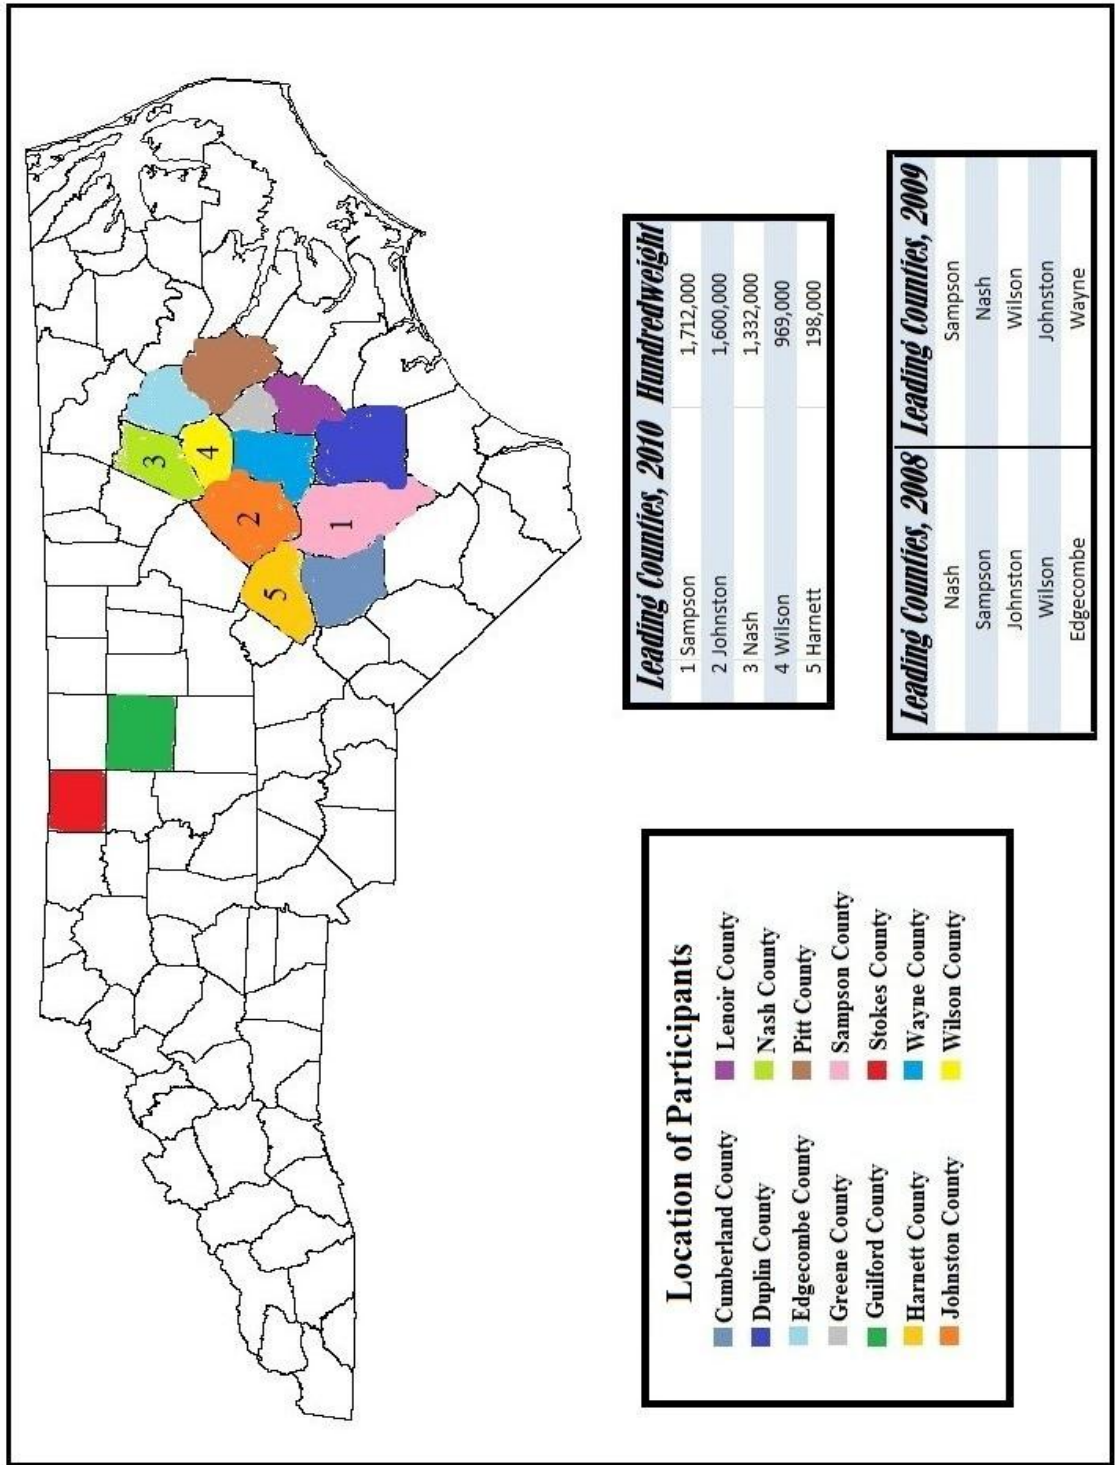 3
4
2
1
5
Location of Participants
Cumberland County
Duplin County
Edgecombe County
Greene County
Guilford County
Harnett County
Johnston County
Lenoir County
Nash County
Pitt County
Sampson County
Stokes County
Wayne County
Wilson County
Leading Counties, 2010 Hundredweight
1 Sampson 1,712,000
2 Johnston 1,600,000
3 Nash 1,332,000
4 Wilson 969,000
5 Harnett 198,000
Leading Counties, 2008 Leading Counties, 2009
Nash Sampson
Sampson Nash
Johnston Wilson
Wilson Johnston
Edgecombe Wayne